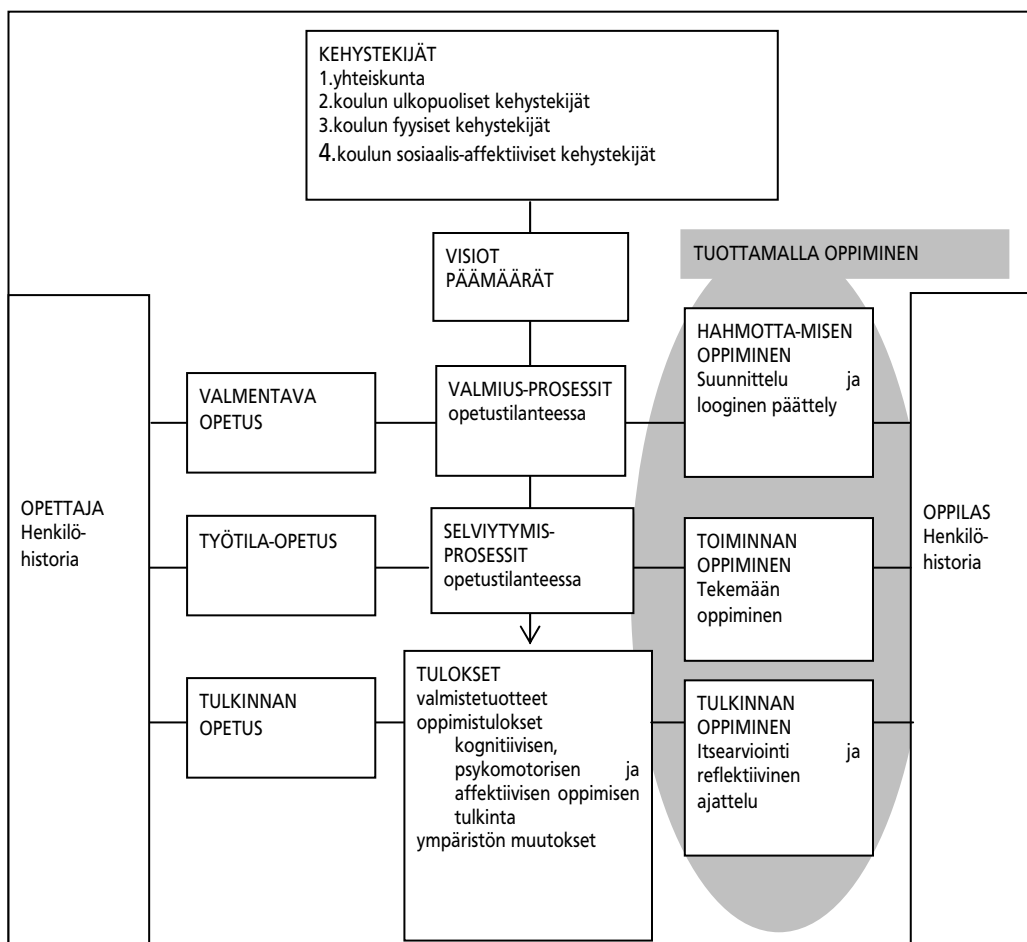 KEHYSTEKIJÄT
1.yhteiskunta
2.koulun ulkopuoliset kehystekijät
3.koulun fyysiset kehystekijät
4.koulun sosiaalis-affektiiviset kehystekijät
VISIOT
PÄÄMÄÄRÄT
TUOTTAMALLA OPPIMINEN
OPETTAJA
Henkilö-
historia
VALMENTAVA
OPETUS
VALMIUS-PROSESSIT
opetustilanteessa
HAHMOTTA-MISEN
OPPIMINEN
Suunnittelu ja
looginen päättely
TYÖTILA-OPETUS
SELVIYTYMIS-
PROSESSIT
opetustilanteessa
TOIMINNAN
OPPIMINEN
Tekemään
oppiminen
OPPILAS
Henkilö-
historia
TULKINNAN
OPETUS
TULOKSET
valmistetuotteet
oppimistulokset
kognitiivisen,
psykomotorisen ja
affektiivisen oppimisen
tulkinta
ympäristön muutokset
TULKINNAN
OPPIMINEN
Itsearviointi ja
reflektiivinen
ajattelu